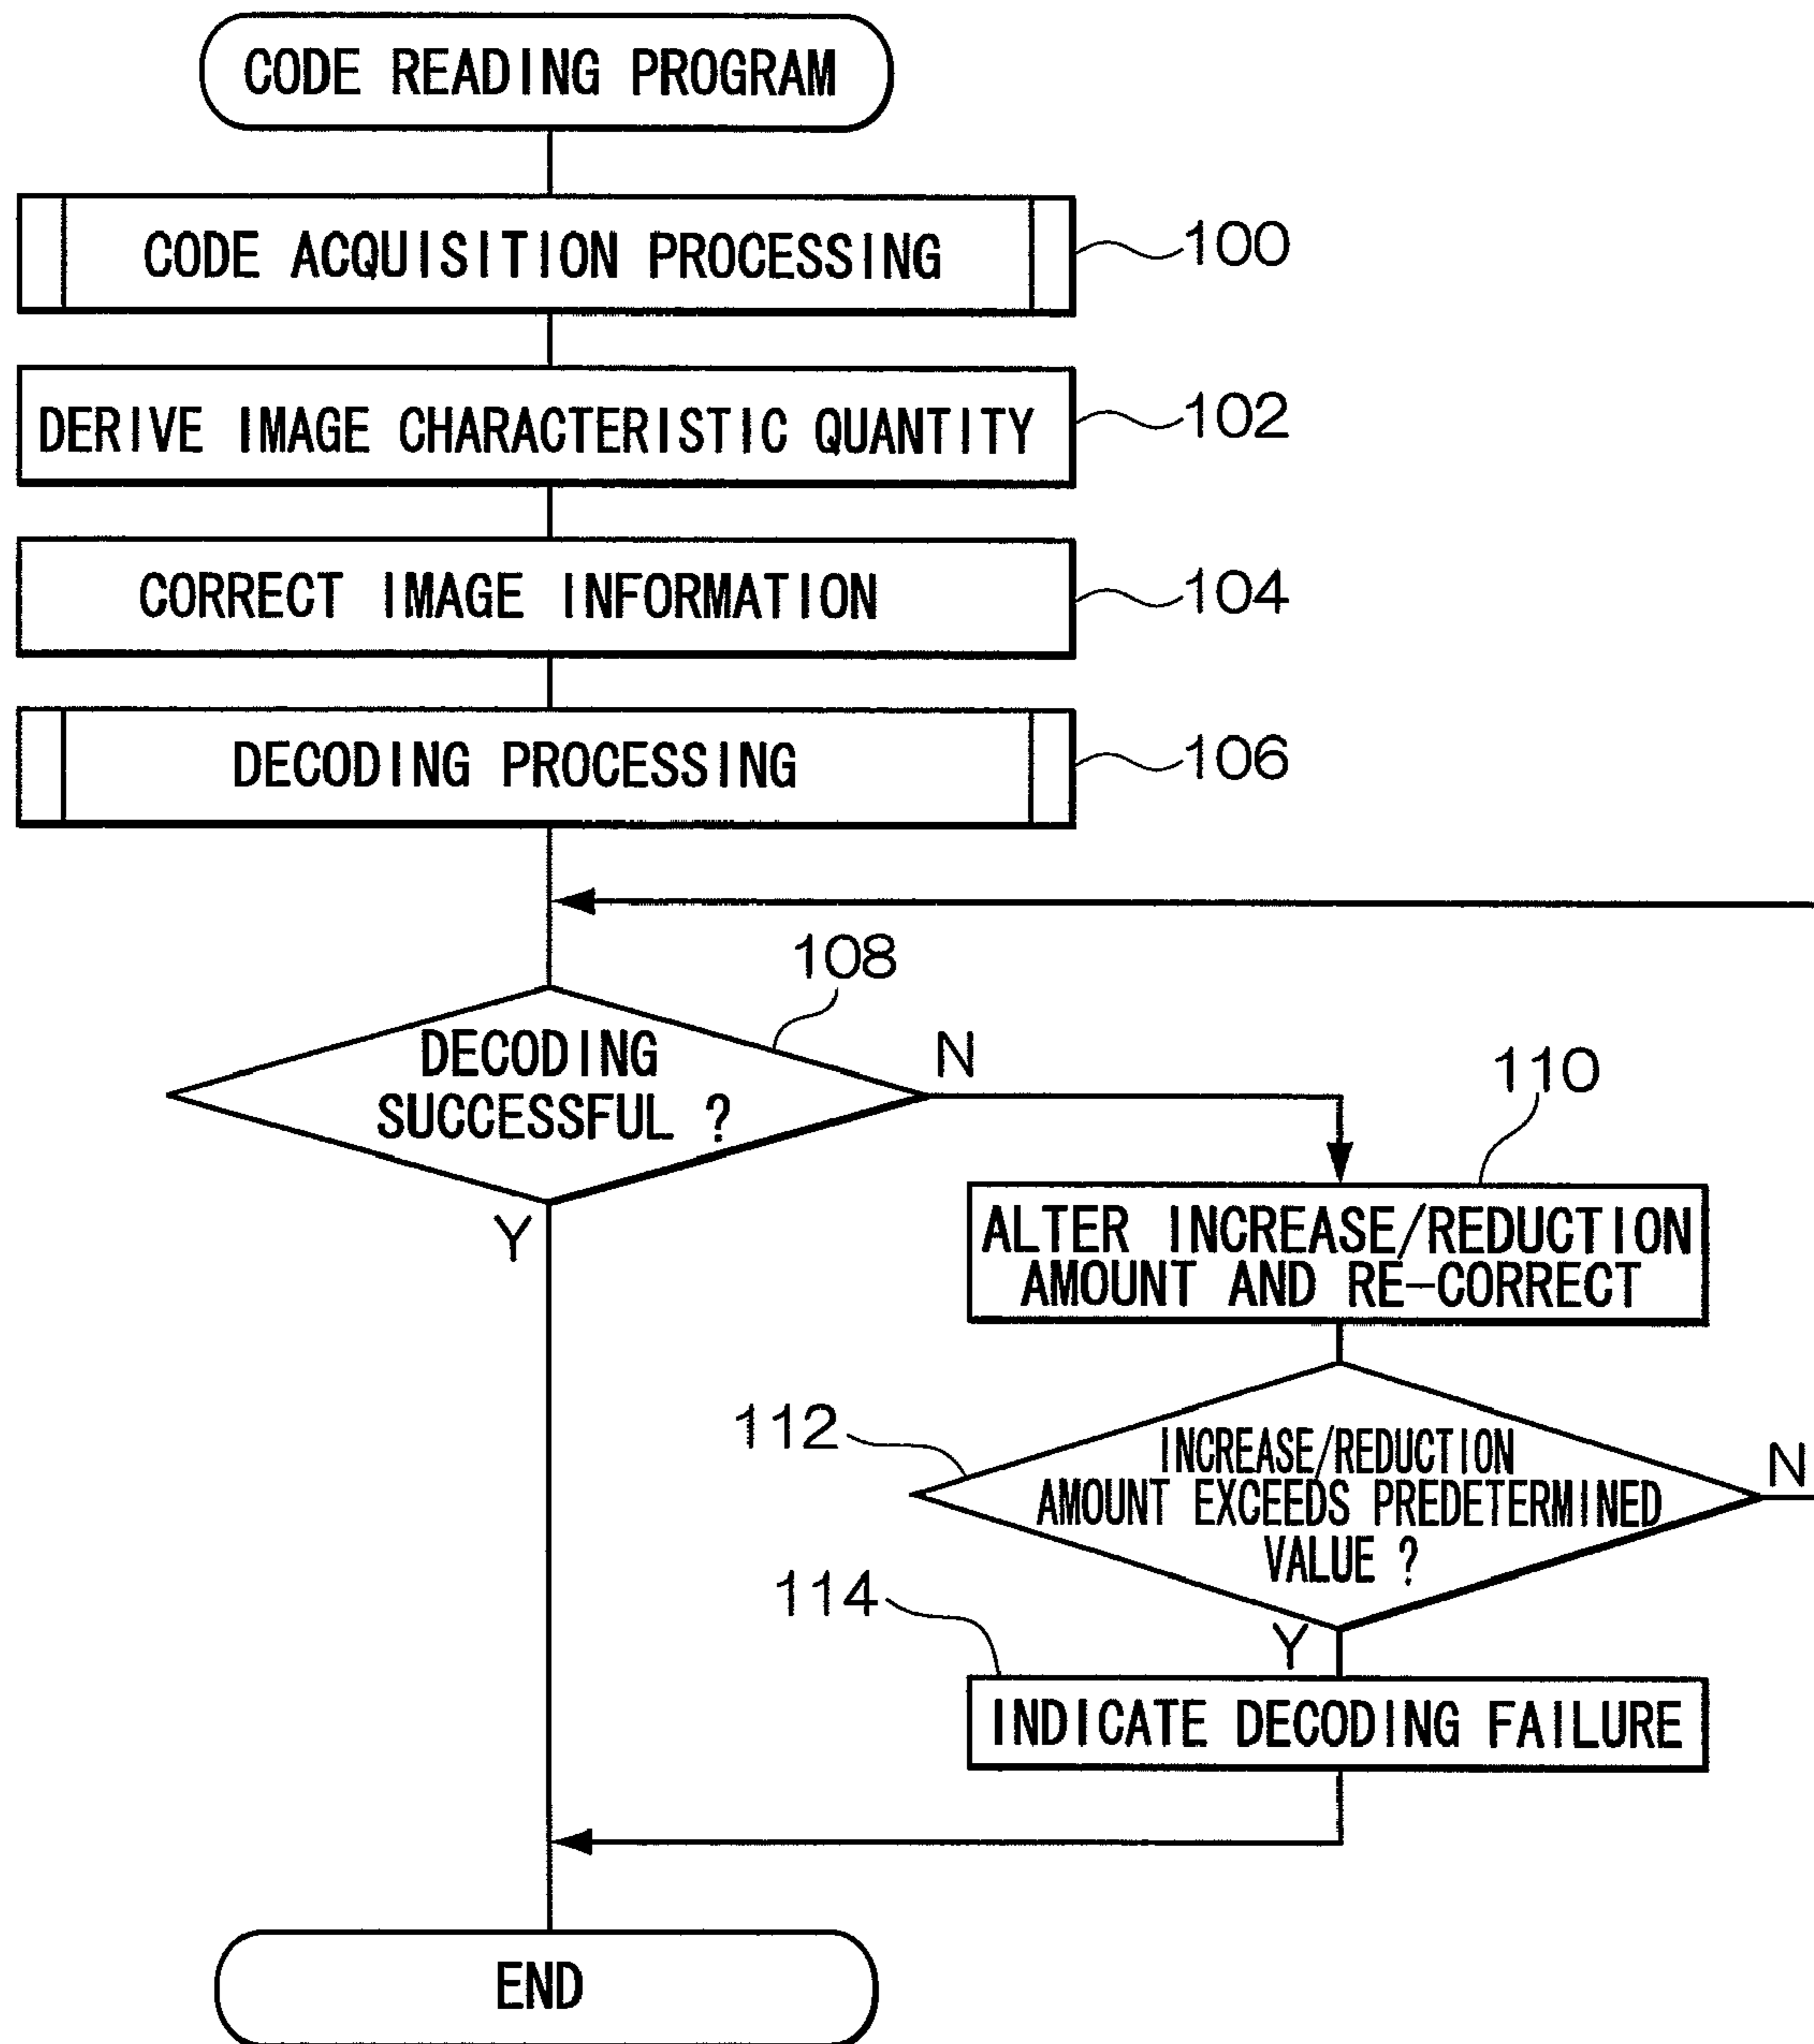 CODE READING PROGRAM
CODE ACQUISITION PROCESSING
100
DERIVE IMAGE CHARACTERISTIC QUANTITY
102
CORRECT IMAGE INFORMATION
104
DECODING PROCESSING
106
108
DECODING
SUCCESSFUL ?
N
Y
110
ALTER INCREASE/REDUCTION
AMOUNT AND RE-CORRECT
112
INCREASE/REDUCTION
AMOUNT EXCEEDS PREDETERMINED
VALUE ?
N
Y
114
INDICATE DECODING FAILURE
END